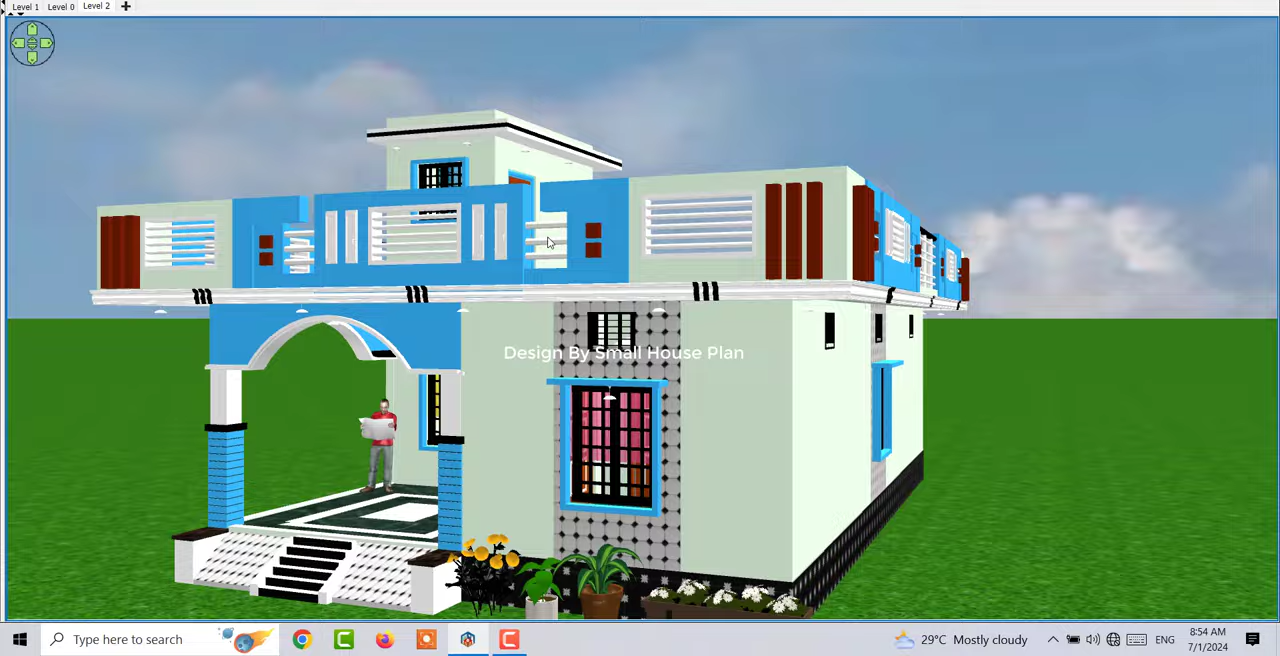 Level 1 Level 0 Level 2
Design By Small House Plan
Type here to search
29°C Mostly cloudy
ENG
8:54 AM
7/1/2024